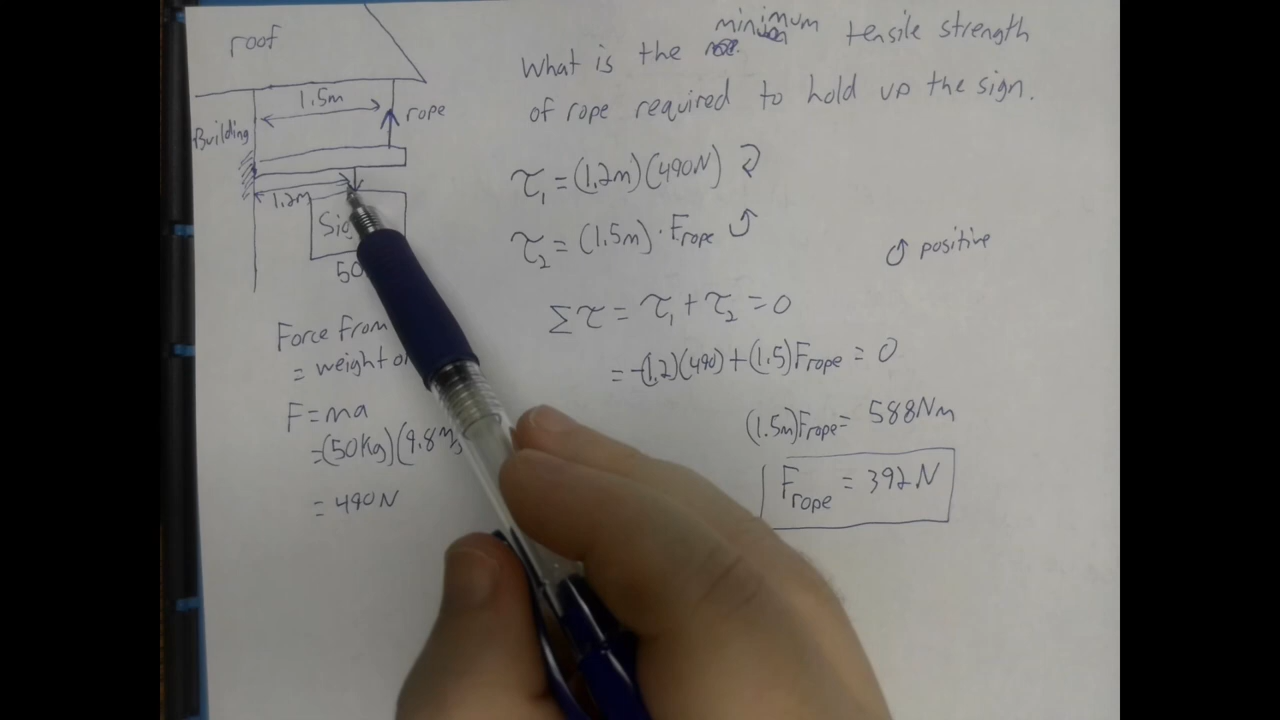 roof
1.5m
rope
Building
1.2m
Sig
50
What is the minimum tensile strength
of rope required to hold up the sign.
τ₁ = (1.2m)(490N) ↻
τ₂ = (1.5m) · Frope ↺
↺ positive
Στ = τ₁ + τ₂ = 0
= -(1.2)(490) + (1.5)Frope = 0
(1.5m)Frope = 588Nm
Frope = 392N
Force from
= weight o
F=ma
=(50Kg)(9.8m
= 490N